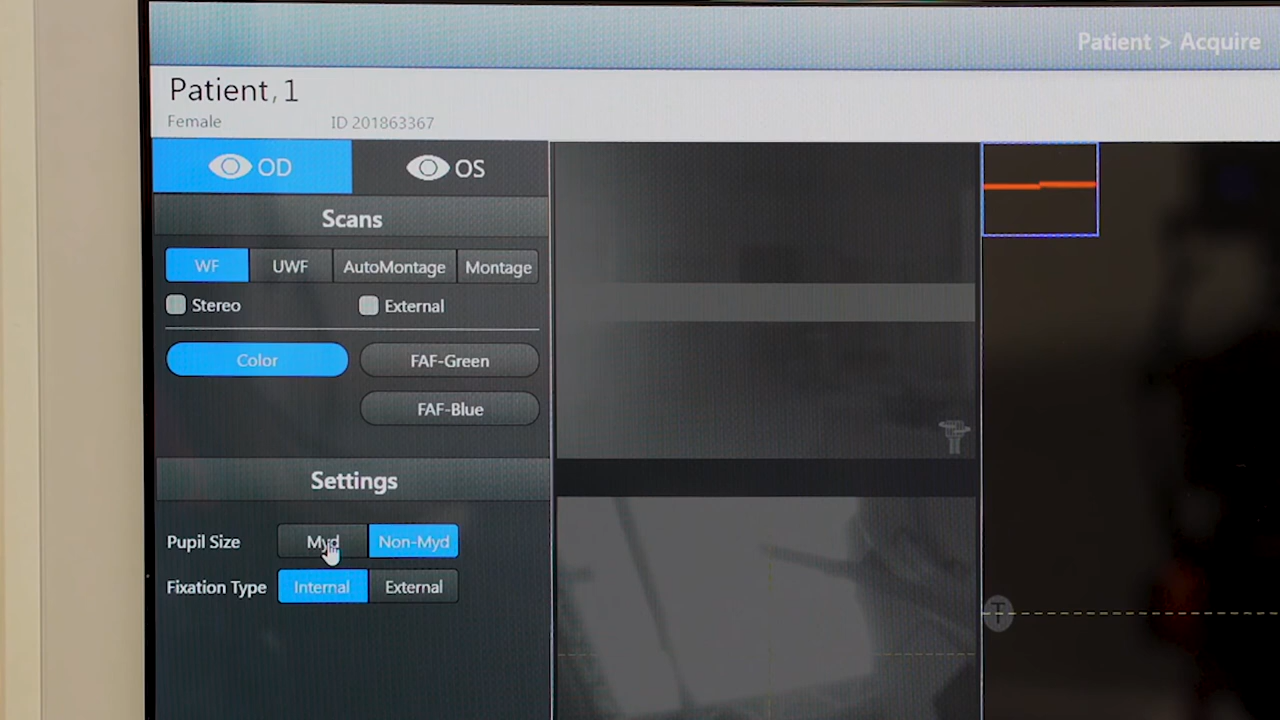 Patient > Acquire
Patient, 1
Female ID 201863367
OD OS
Scans
WF UWF AutoMontage Montage
Stereo External
Color FAF-Green
FAF-Blue
Settings
Pupil Size Myd Non-Myd
Fixation Type Internal External
T